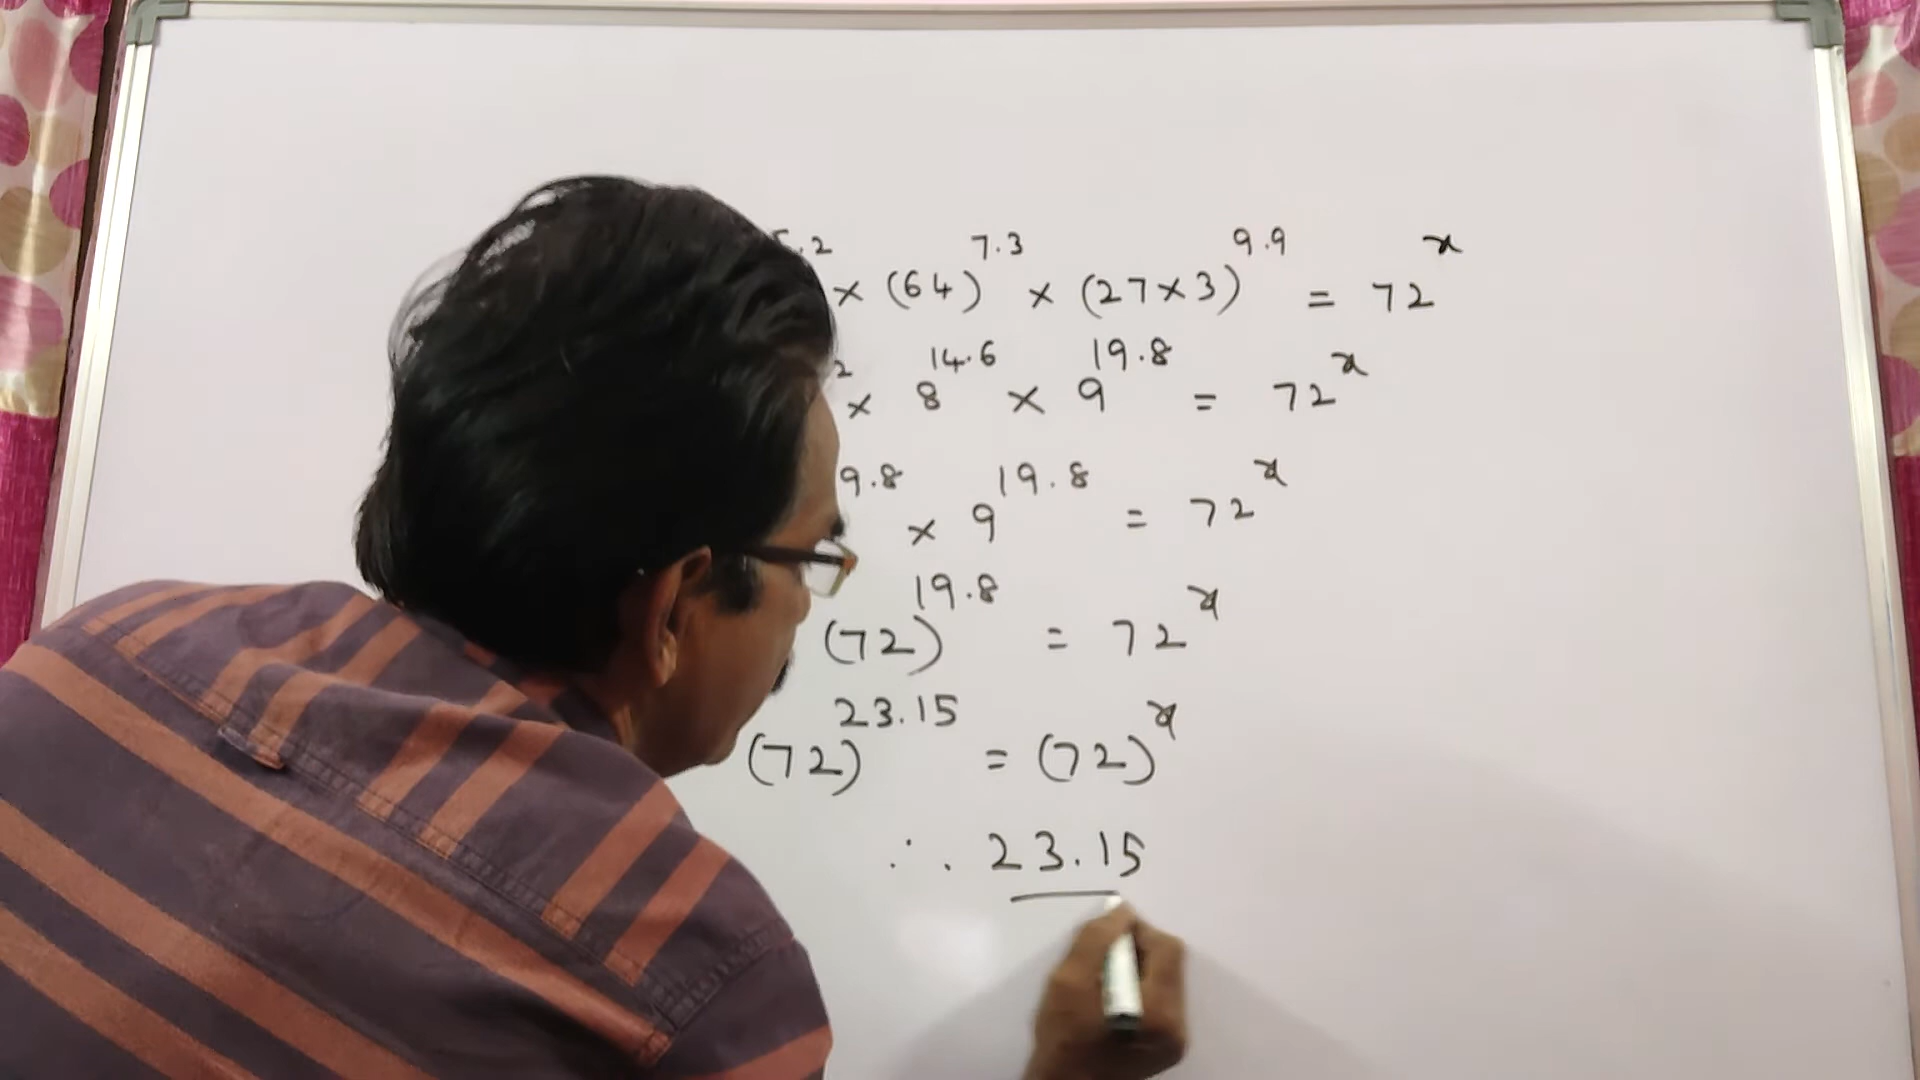 5.2 × (64)^7.3 × (27×3)^9.9 = 72^x
2 × 8^14.6 × 9^19.8 = 72^x
9.8 × 9^19.8 = 72^x
(72)^19.8 = 72^x
(72)^23.15 = (72)^x
∴ 23.15